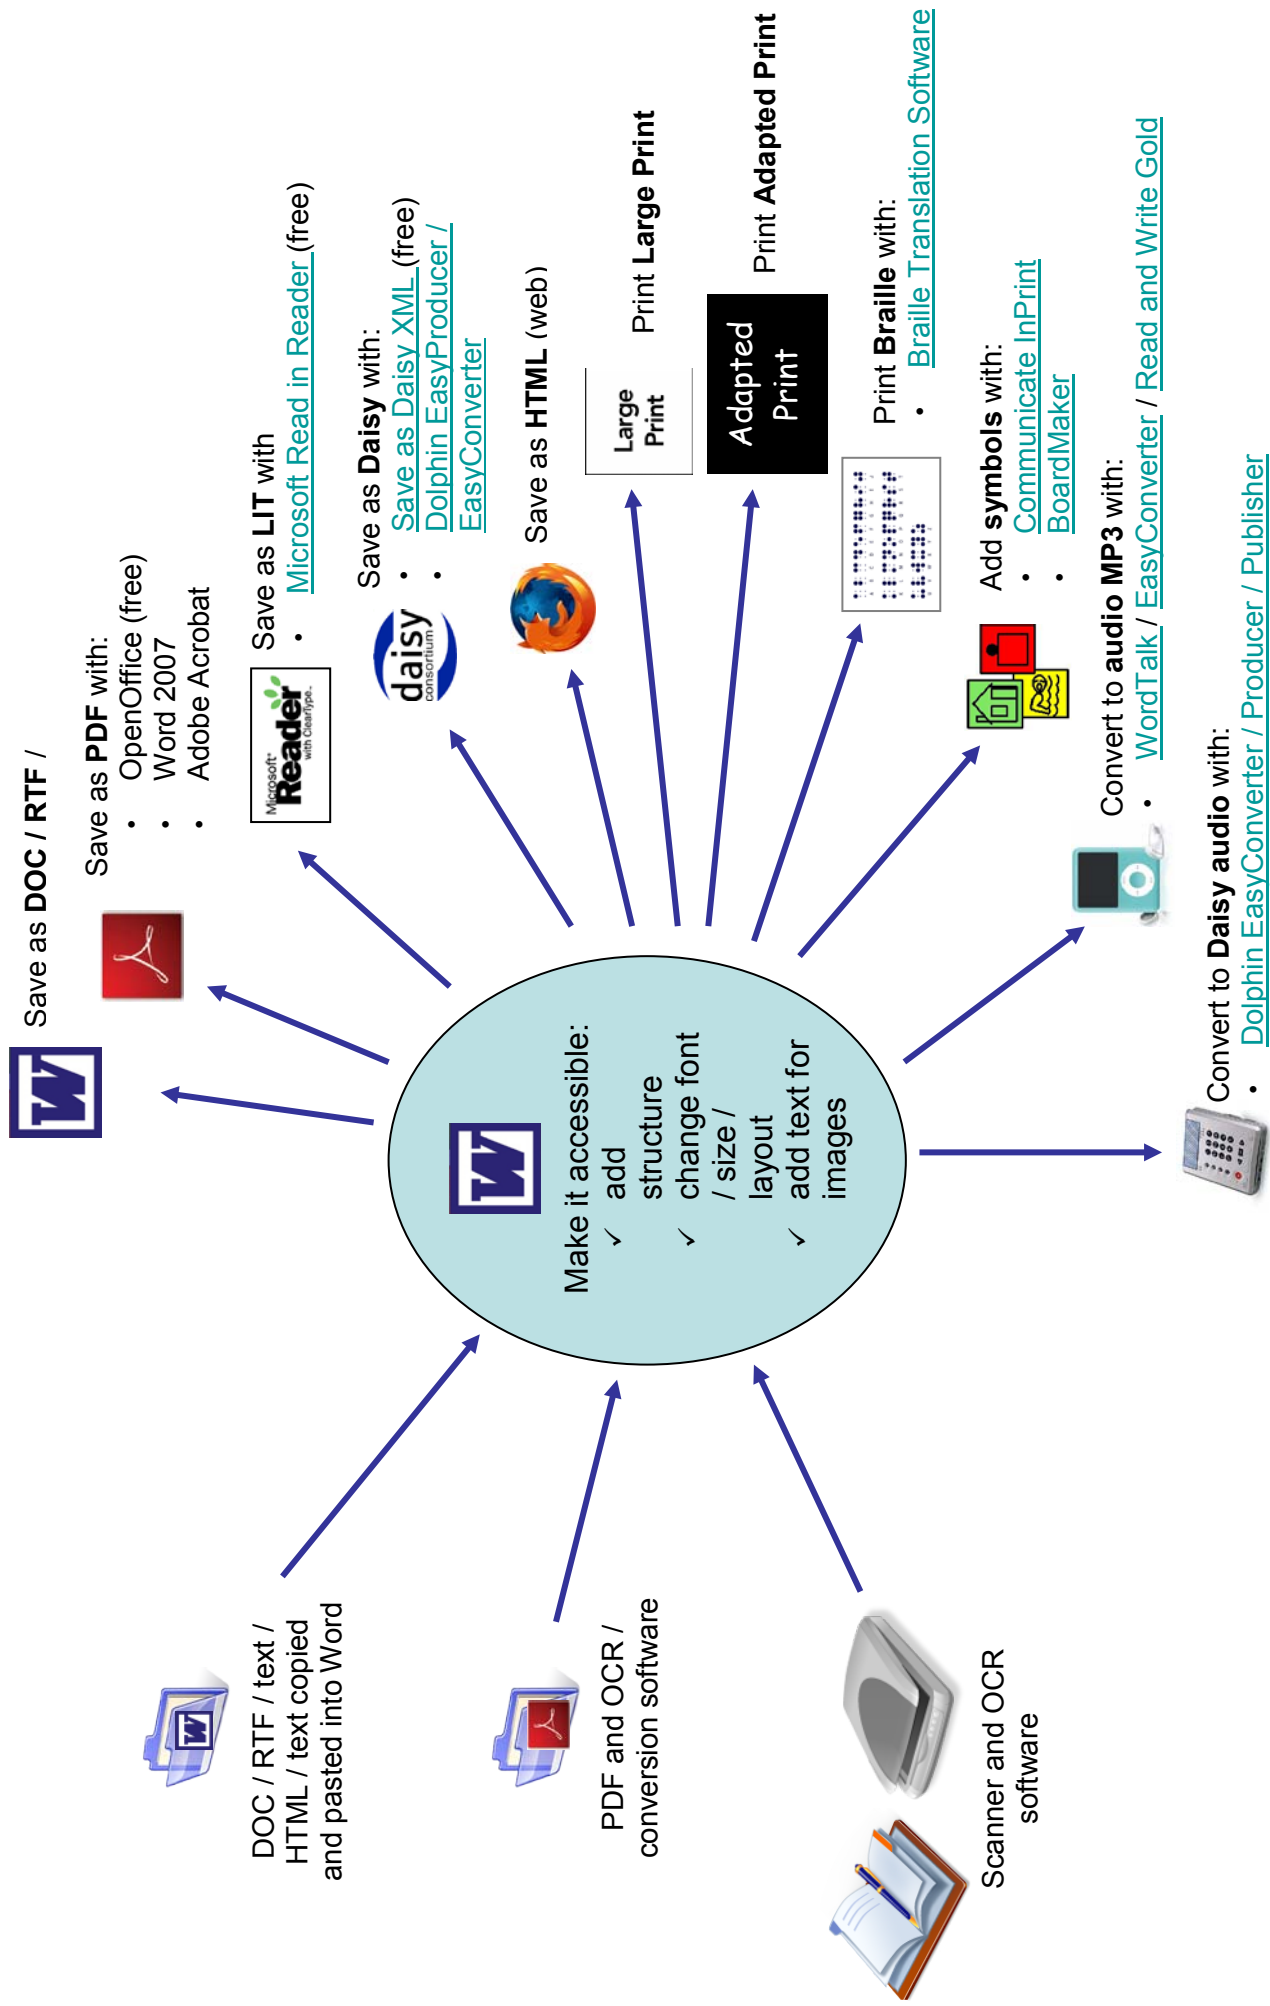 DOC / RTF / text /
HTML / text copied
and pasted into Word
PDF and OCR /
conversion software
Scanner and OCR
software
W
Make it accessible:
✓ add
structure
✓ change font
/ size /
layout
✓ add text for
images
W
Save as DOC / RTF /
Save as PDF with:
• OpenOffice (free)
• Word 2007
• Adobe Acrobat
Microsoft
Reader
with ClearType
Save as LIT with
• Microsoft Read in Reader (free)
daisy
consortium
Save as Daisy with:
• Save as Daisy XML (free)
• Dolphin EasyProducer /
EasyConverter
Save as HTML (web)
Large
Print
Print Large Print
Adapted
Print
Print Adapted Print
Print Braille with:
• Braille Translation Software
Add symbols with:
• Communicate InPrint
• BoardMaker
Convert to audio MP3 with:
• WordTalk / EasyConverter / Read and Write Gold
Convert to Daisy audio with:
• Dolphin EasyConverter / Producer / Publisher